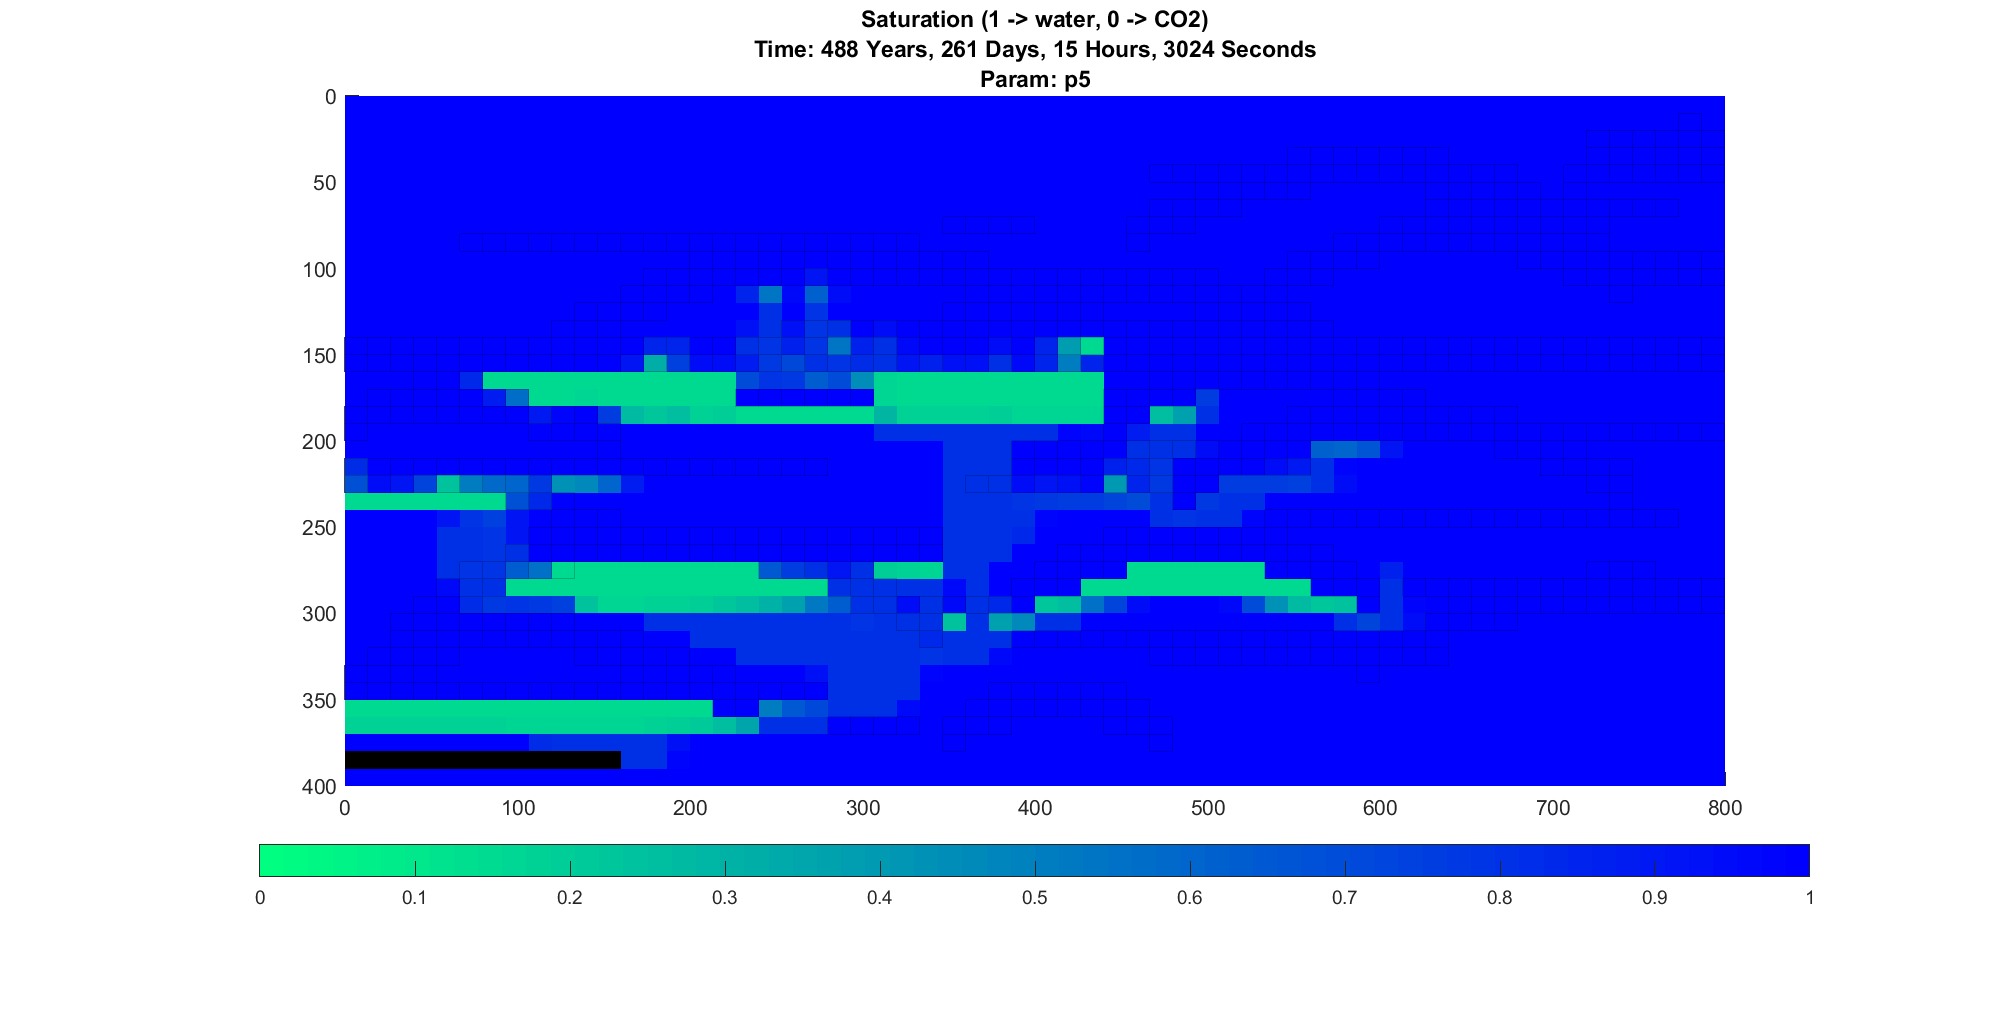 Saturation (1 -> water, 0 -> CO2)
Time: 488 Years, 261 Days, 15 Hours, 3024 Seconds
Param: p5
0
50
100
150
200
250
300
350
400
0 100 200 300 400 500 600 700 800
0 0.1 0.2 0.3 0.4 0.5 0.6 0.7 0.8 0.9 1